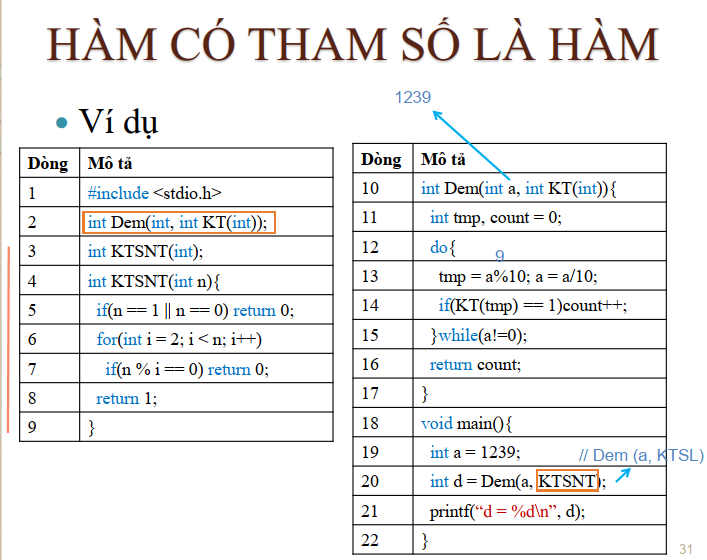 HÀM CÓ THAM SỐ LÀ HÀM
Ví dụ
Dòng Mô tả
1 #include <stdio.h>
2 int Dem(int, int KT(int));
3 int KTSNT(int);
4 int KTSNT(int n){
5 if(n == 1 || n == 0) return 0;
6 for(int i = 2; i < n; i++)
7 if(n % i == 0) return 0;
8 return 1;
9 }
1239
Dòng Mô tả
10 int Dem(int a, int KT(int)){
11 int tmp, count = 0;
12 do{
9
13 tmp = a%10; a = a/10;
14 if(KT(tmp) == 1)count++;
15 }while(a!=0);
16 return count;
17 }
18 void main(){
19 int a = 1239;
// Dem (a, KTSL)
20 int d = Dem(a, KTSNT);
21 printf(“d = %d\n”, d);
22 }
31